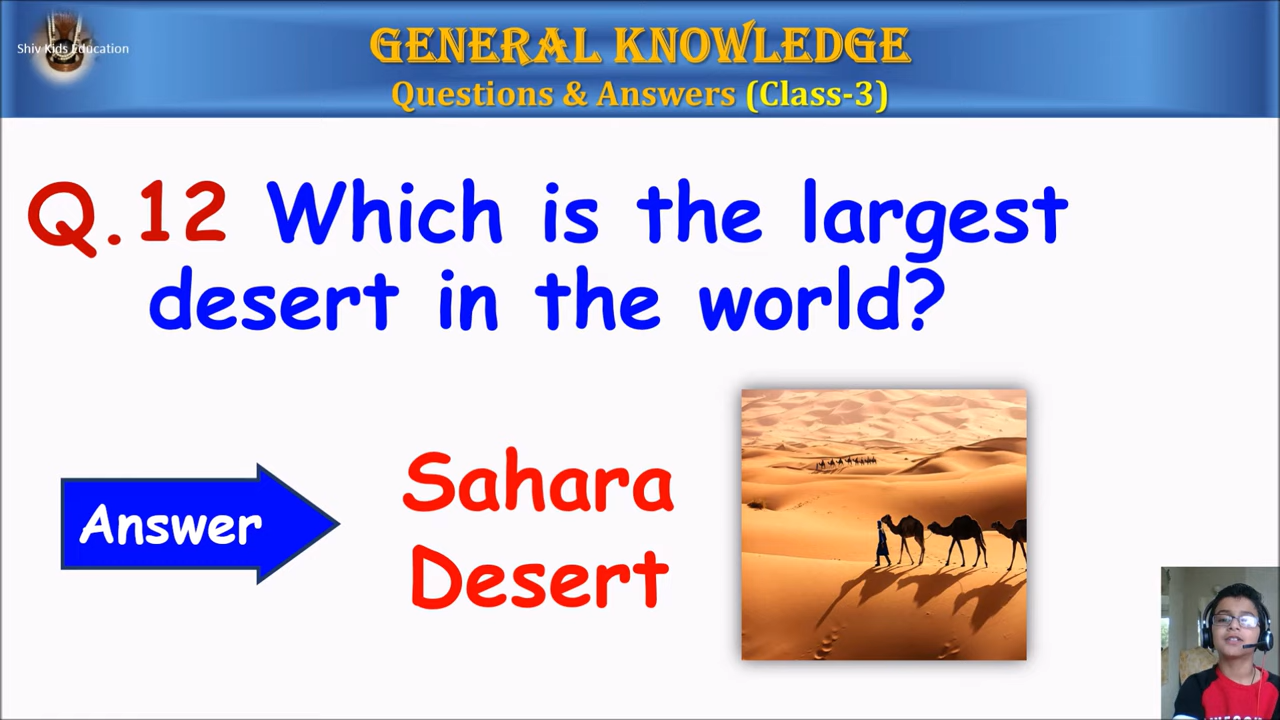 Shiv Kids Education
GENERAL KNOWLEDGE
Questions & Answers (Class-3)
Q.12 Which is the largest
desert in the world?
Answer
Sahara
Desert